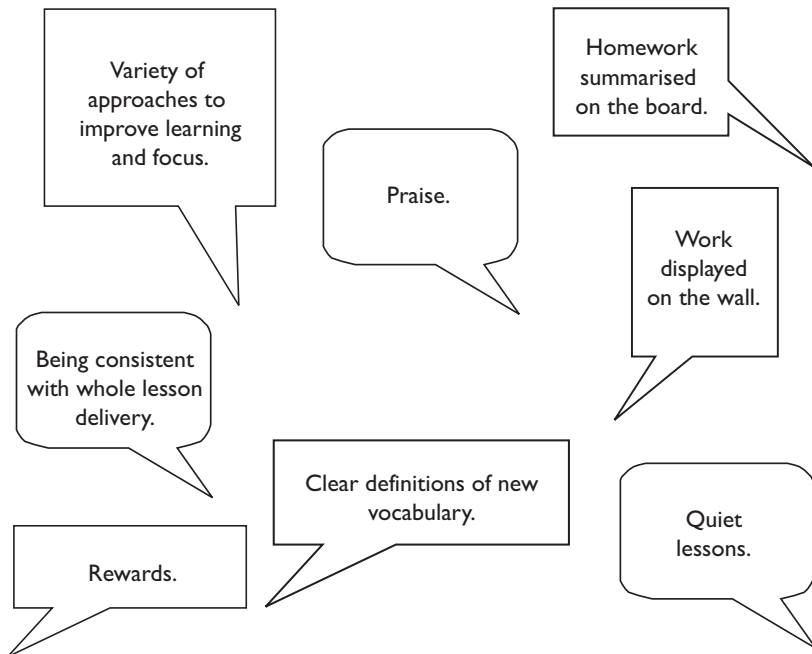 Variety of
approaches to
improve learning
and focus.
Homework
summarised
on the board.
Praise.
Work
displayed
on the wall.
Being consistent
with whole lesson
delivery.
Clear definitions of new
vocabulary.
Quiet
lessons.
Rewards.